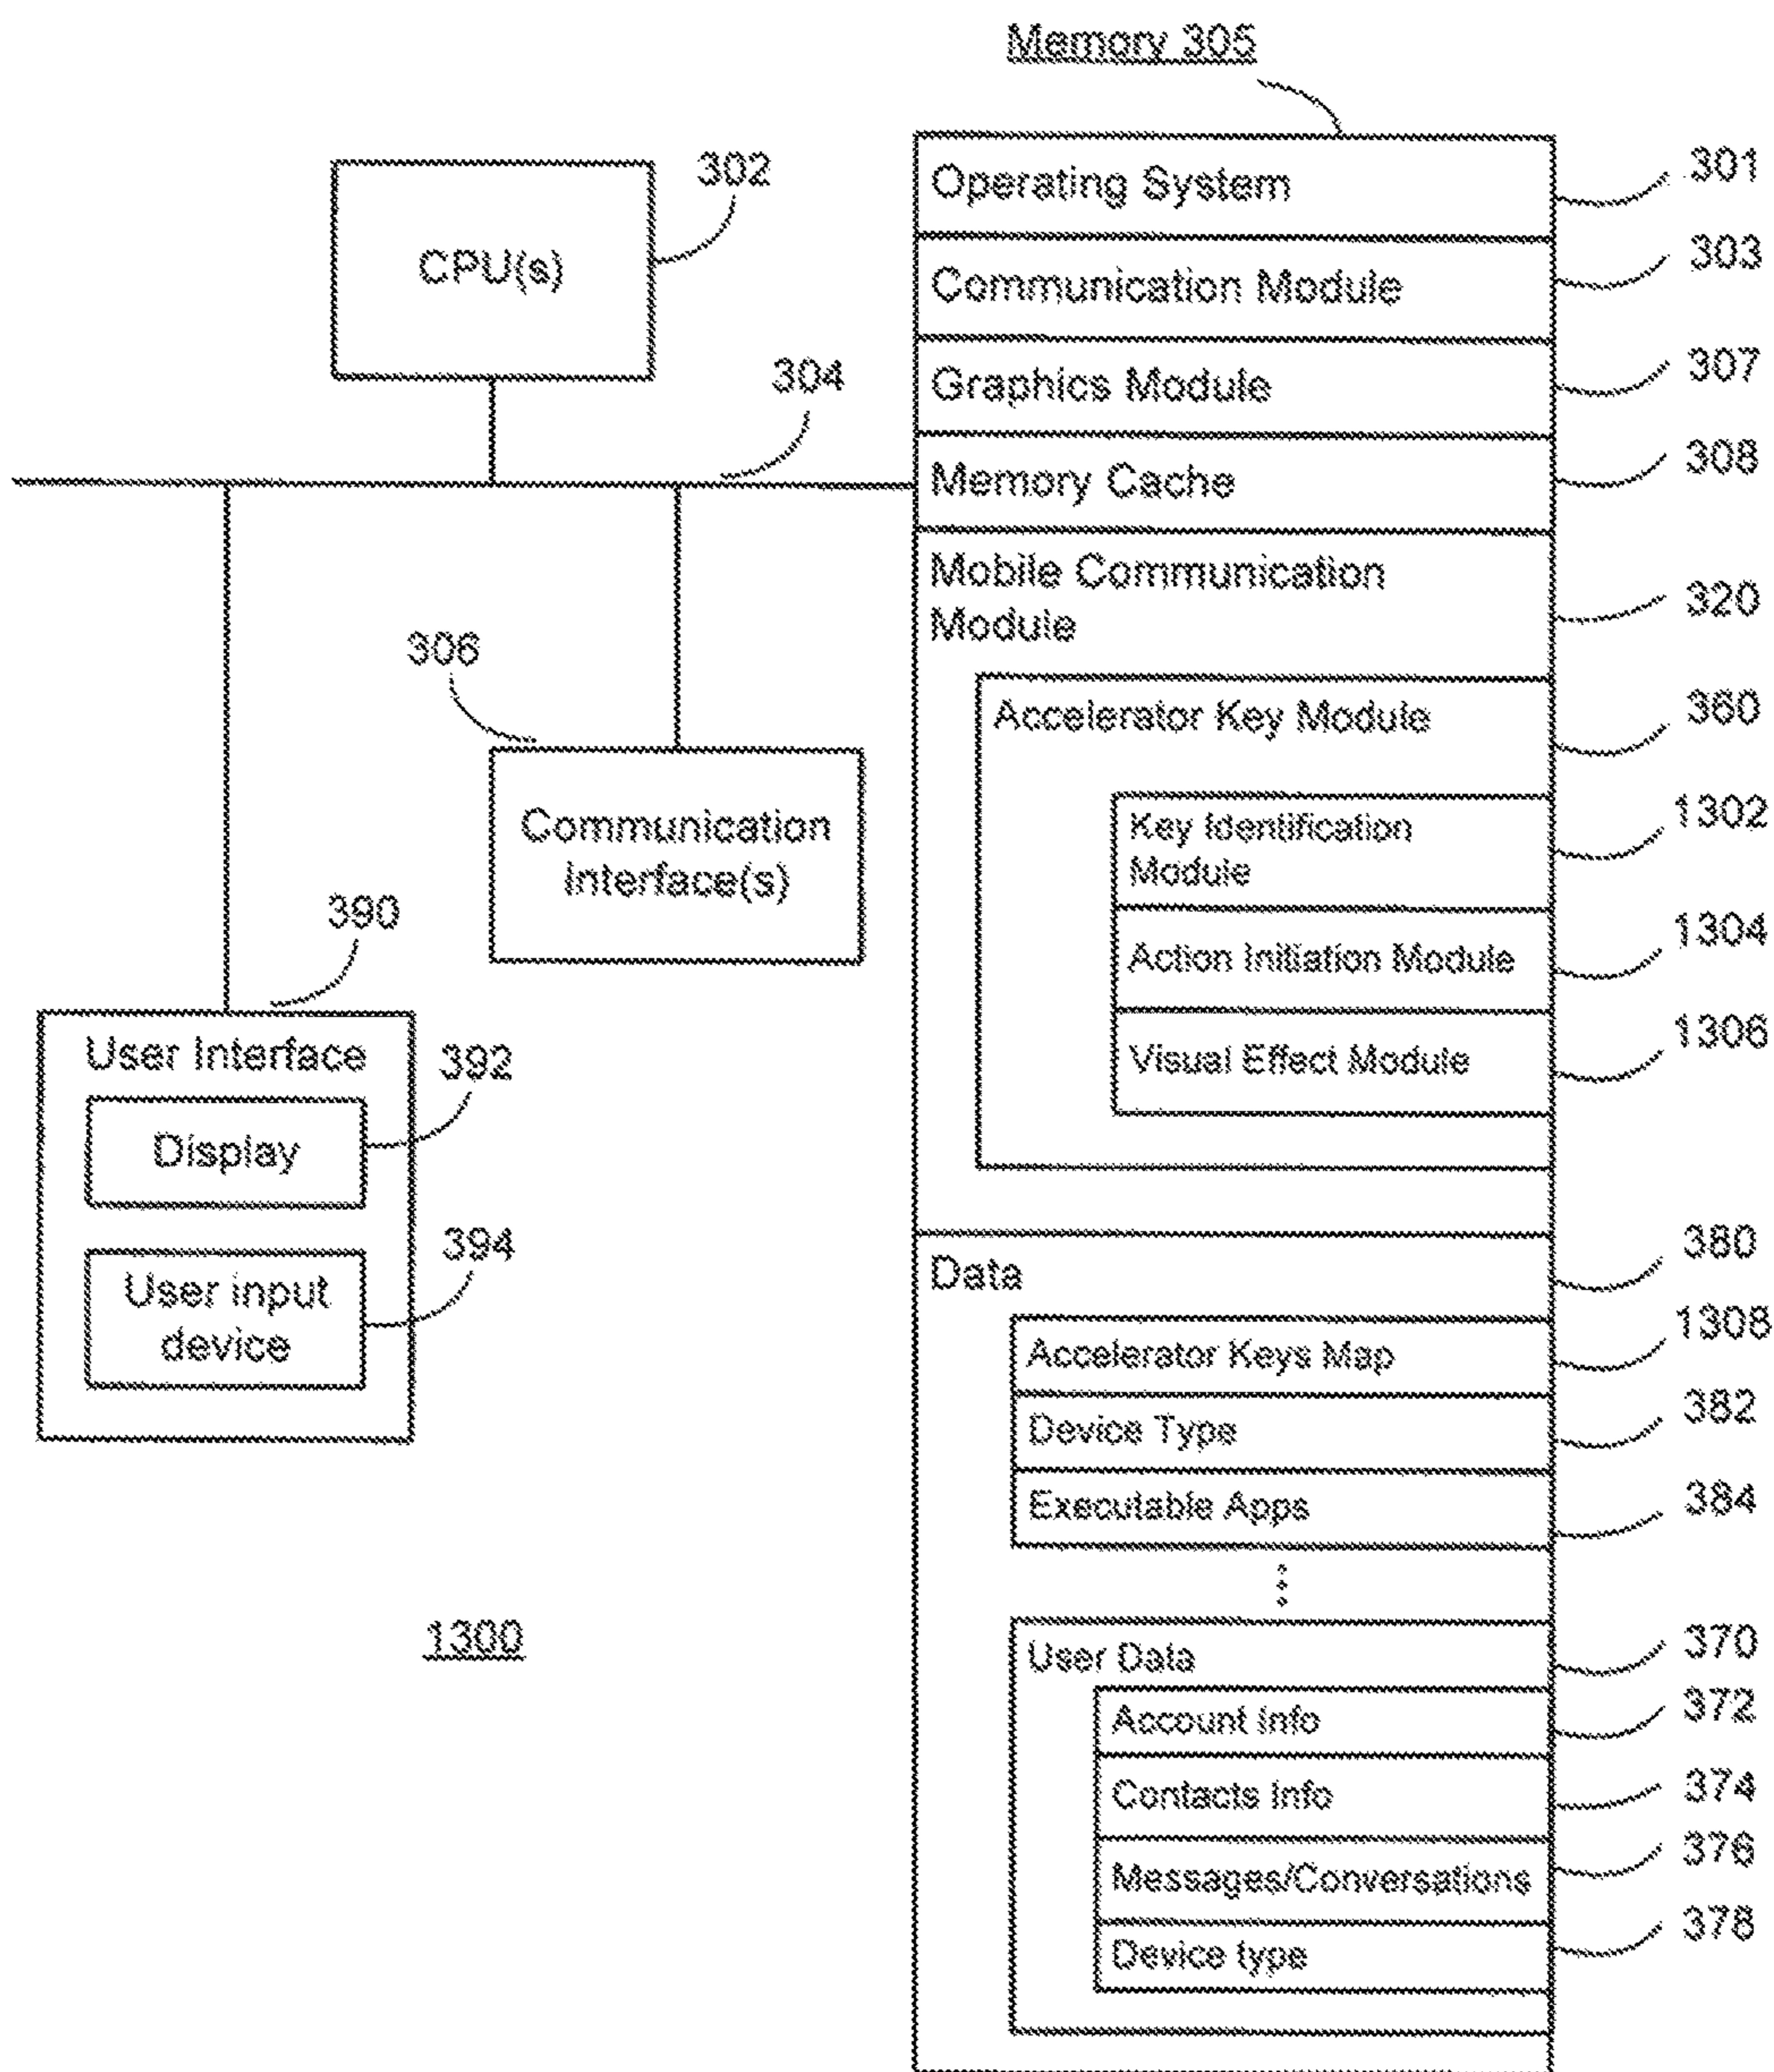 Memory 305
302
CPU(s)
304
306
Communication
Interface(s)
390
User Interface
392
Display
394
User input
device
1300
Operating System
301
Communication Module
303
Graphics Module
307
Memory Cache
308
Mobile Communication
Module
320
Accelerator Key Module
360
Key Identification
Module
1302
Action Initiation Module
1304
Visual Effect Module
1306
Data
380
Accelerator Keys Map
1308
Device Type
382
Executable Apps
384
User Data
370
Account Info
372
Contacts Info
374
Messages/Conversations
376
Device type
378